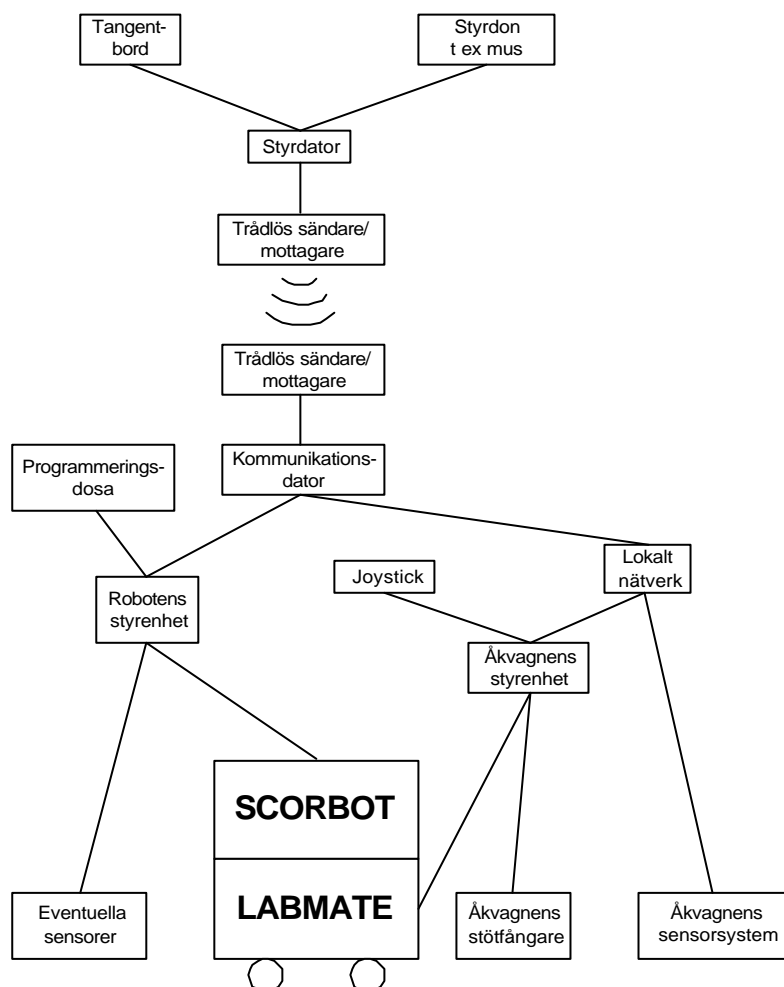 Tangent-
bord
Styrdon
t ex mus
Styrdator
Trådlös sändare/
mottagare
Trådlös sändare/
mottagare
Kommunikations-
dator
Programmerings-
dosa
Joystick
Lokalt
nätverk
Robotens
styrenhet
Åkvagnens
styrenhet
SCORBOT
LABMATE
Eventuella
sensorer
Åkvagnens
stötfångare
Åkvagnens
sensorsystem